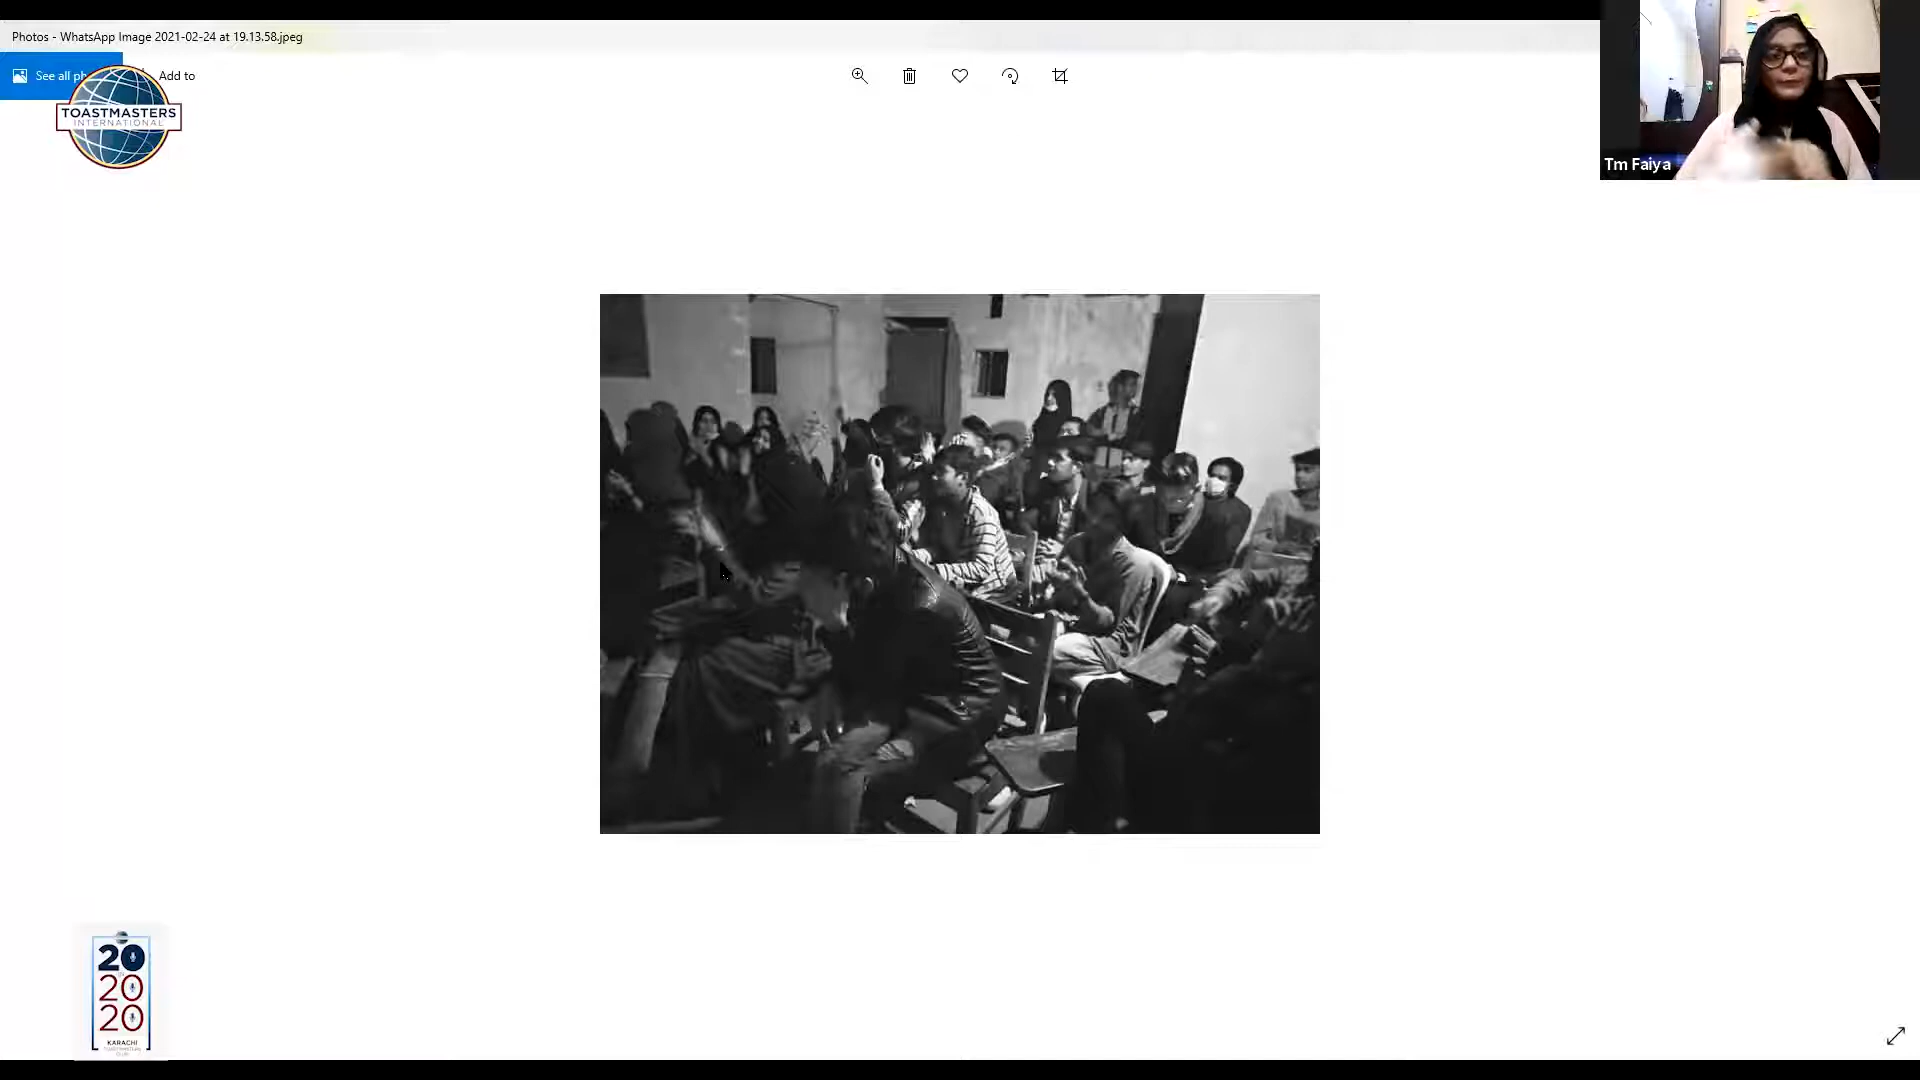 Photos - WhatsApp Image 2021-02-24 at 19.13.58.jpeg
See all ph
Add to
TOASTMASTERS
INTERNATIONAL
Tm Faiya
20
20
20
KARACHI